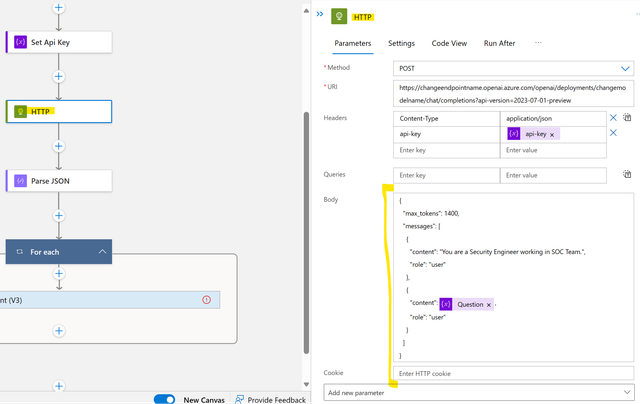 Set Api Key
HTTP
Parse JSON
For each
nt (V3)
New Canvas
Provide Feedback
HTTP
Parameters Settings Code View Run After ...
* Method POST
* URI https://changeendpointname.openai.azure.com/openai/deployments/changemo
delname/chat/completions?api-version=2023-07-01-preview
Headers Content-Type application/json
api-key {x} api-key ×
Enter key Enter value
Queries Enter key Enter value
Body {
"max_tokens": 1400,
"messages": [
{
"content": "You are a Security Engineer working in SOC Team.",
"role": "user"
},
{
"content": {x} Question × ,
"role": "user"
}
]
}
Cookie Enter HTTP cookie
Add new parameter